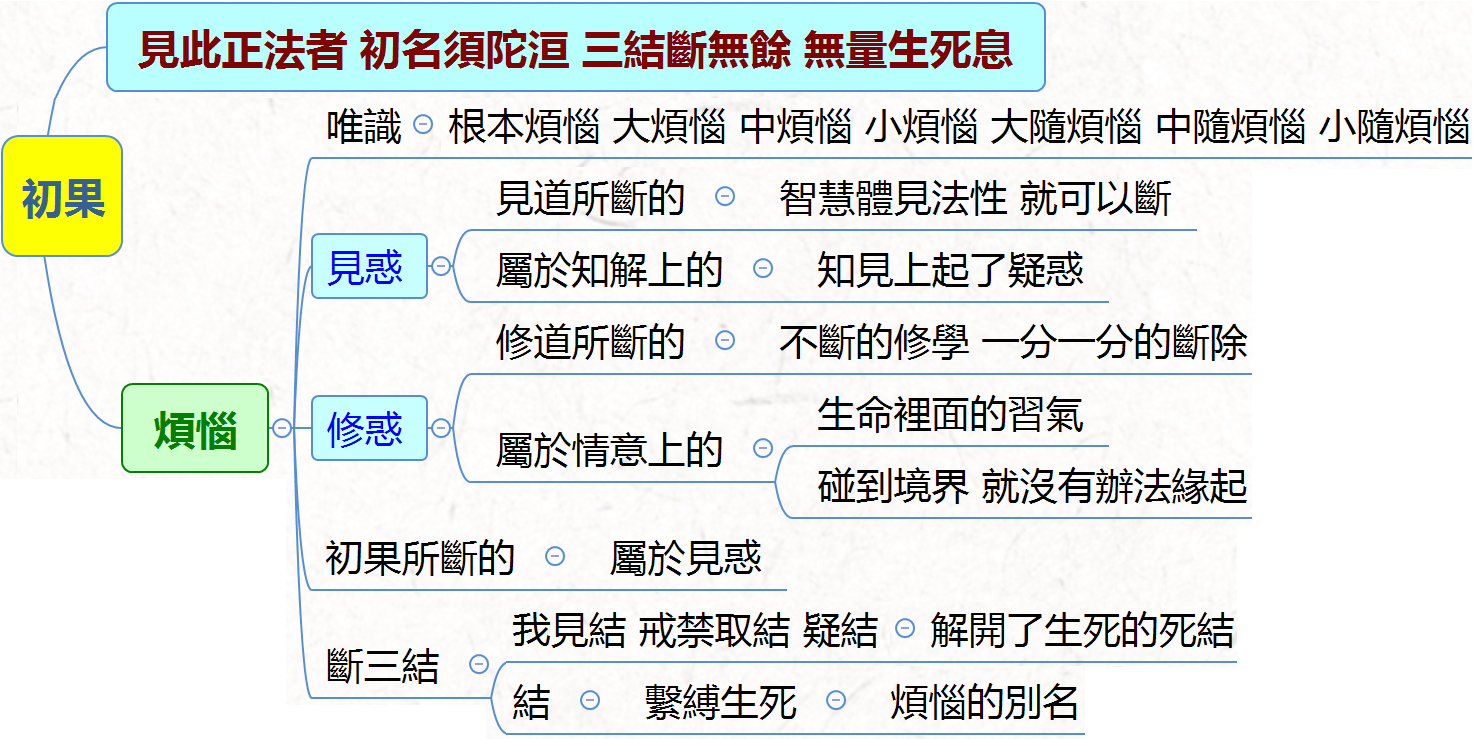 見此正法者 初名須陀洹 三結斷無餘 無量生死息
初果
煩惱
唯識 根本煩惱 大煩惱 中煩惱 小煩惱 大隨煩惱 中隨煩惱 小隨煩惱
見惑
見道所斷的 智慧體見法性 就可以斷
屬於知解上的 知見上起了疑惑
修惑
修道所斷的 不斷的修學 一分一分的斷除
屬於情意上的
生命裡面的習氣
碰到境界 就沒有辦法緣起
初果所斷的 屬於見惑
斷三結
我見結 戒禁取結 疑結 解開了生死的死結
結 繫縛生死 煩惱的別名